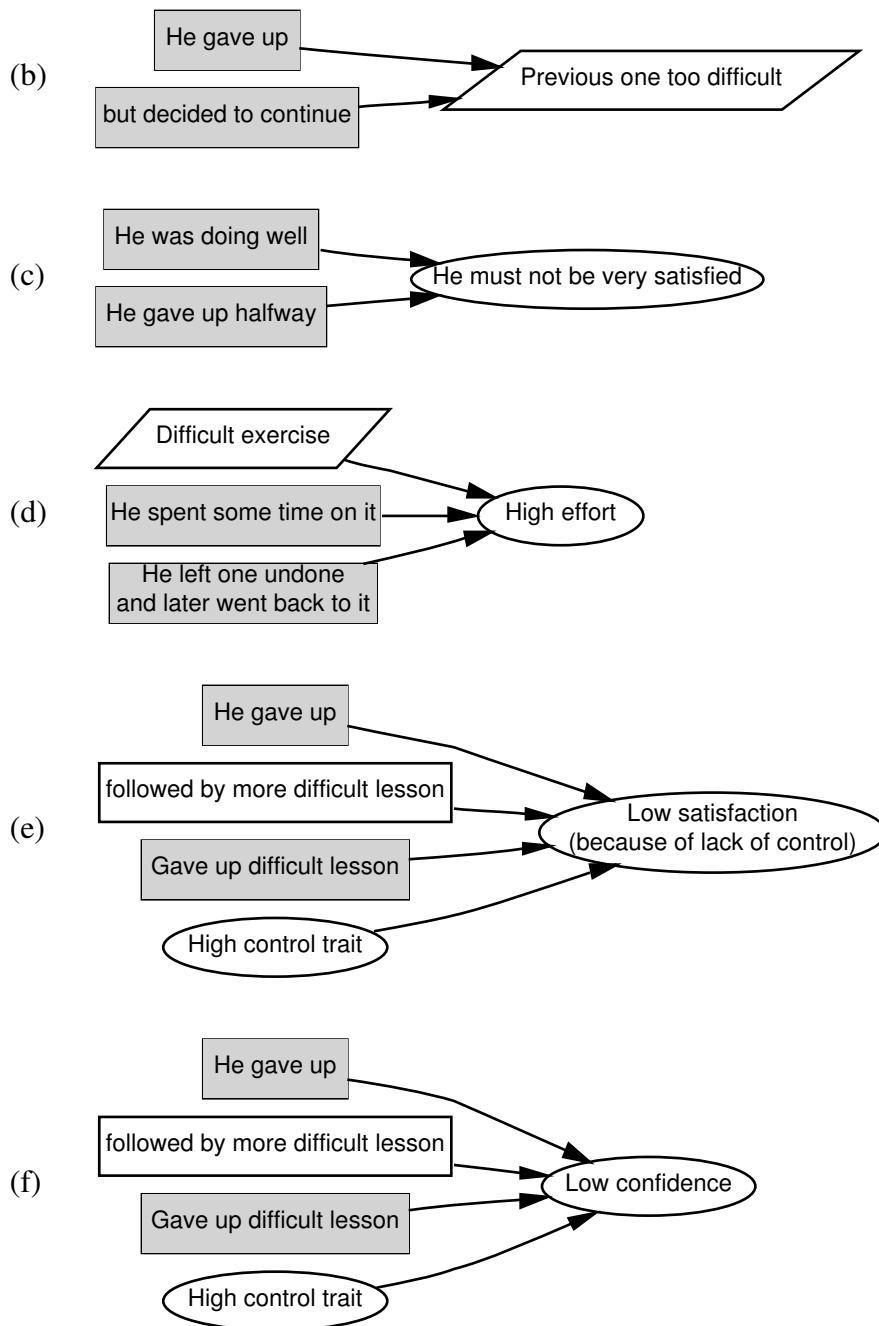 He gave up
(b)
Previous one too difficult
but decided to continue
He was doing well
(c)
He must not be very satisfied
He gave up halfway
Difficult exercise
(d)
He spent some time on it
High effort
He left one undone
and later went back to it
He gave up
followed by more difficult lesson
(e)
Low satisfaction
(because of lack of control)
Gave up difficult lesson
High control trait
He gave up
followed by more difficult lesson
(f)
Low confidence
Gave up difficult lesson
High control trait